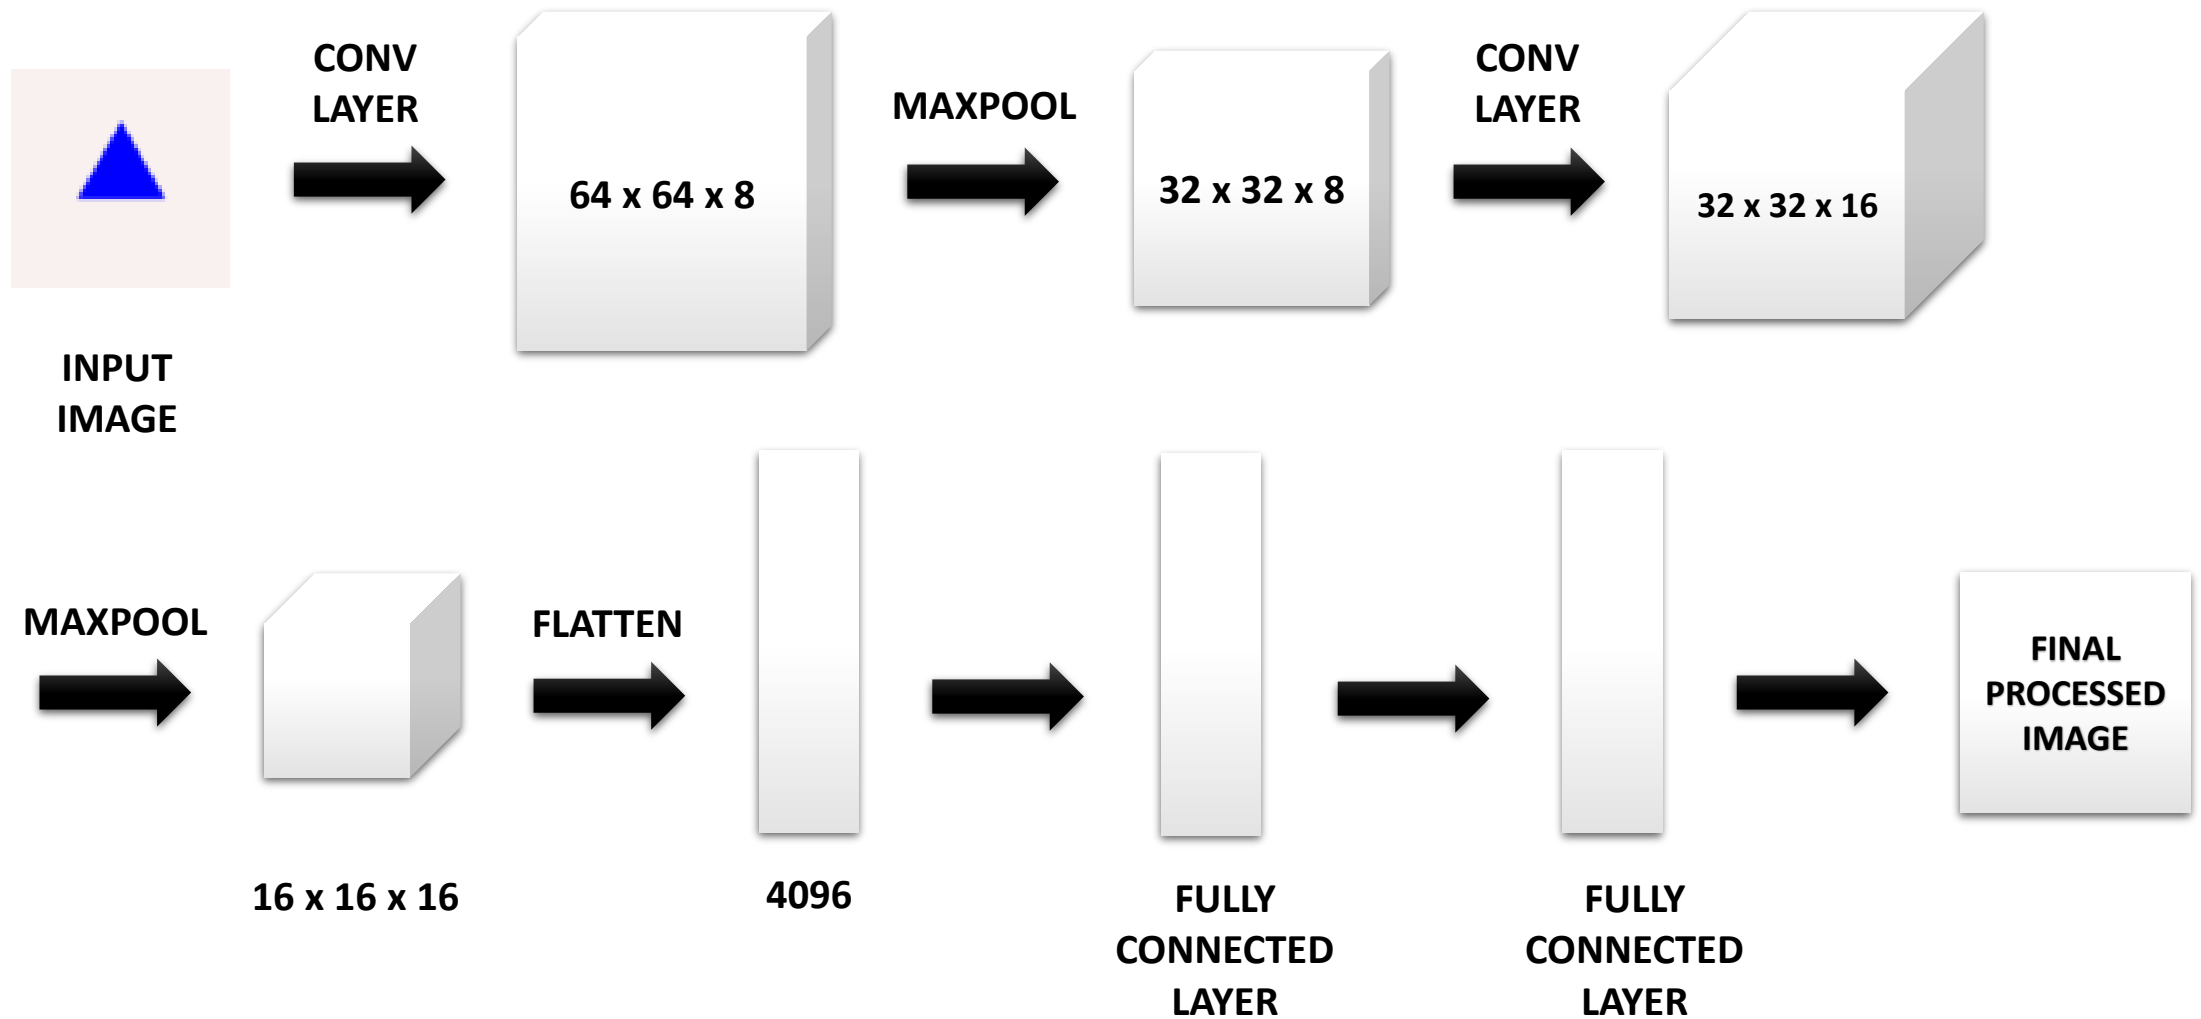 CONV
LAYER
64 x 64 x 8
MAXPOOL
32 x 32 x 8
CONV
LAYER
32 x 32 x 16
INPUT
IMAGE
MAXPOOL
16 x 16 x 16
FLATTEN
4096
FULLY
CONNECTED
LAYER
FULLY
CONNECTED
LAYER
FINAL
PROCESSED
IMAGE